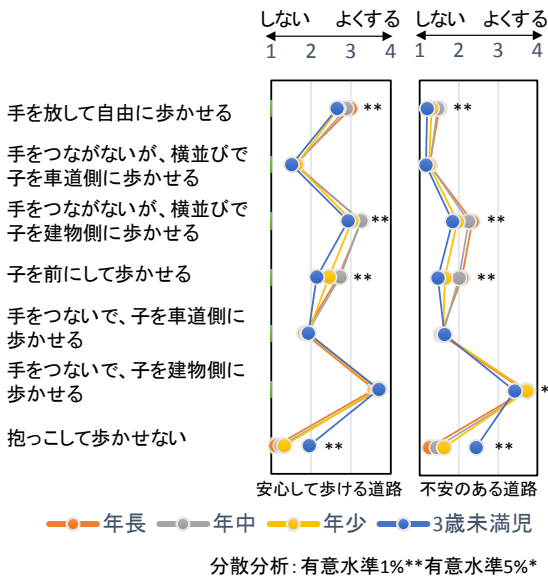 しない よくする しない よくする
1 2 3 4 1 2 3 4
手を放して自由に歩かせる ** **
手をつながないが、横並びで
子を車道側に歩かせる
手をつながないが、横並びで
子を建物側に歩かせる ** **
子を前にして歩かせる ** **
手をつないで、子を車道側に
歩かせる
手をつないで、子を建物側に
歩かせる *
抱っこして歩かせない ** **
安心して歩ける道路 不安のある道路
年長 年中 年少 3歳未満児
分散分析:有意水準1%**有意水準5%*